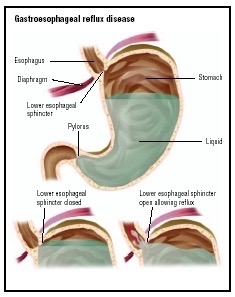 Gastroesophageal reflux disease
Esophagus
Diaphragm
Stomach
Lower esophageal
sphincter
Pylorus
Liquid
Lower esophageal
sphincter closed
Lower esophageal sphincter
open allowing reflux